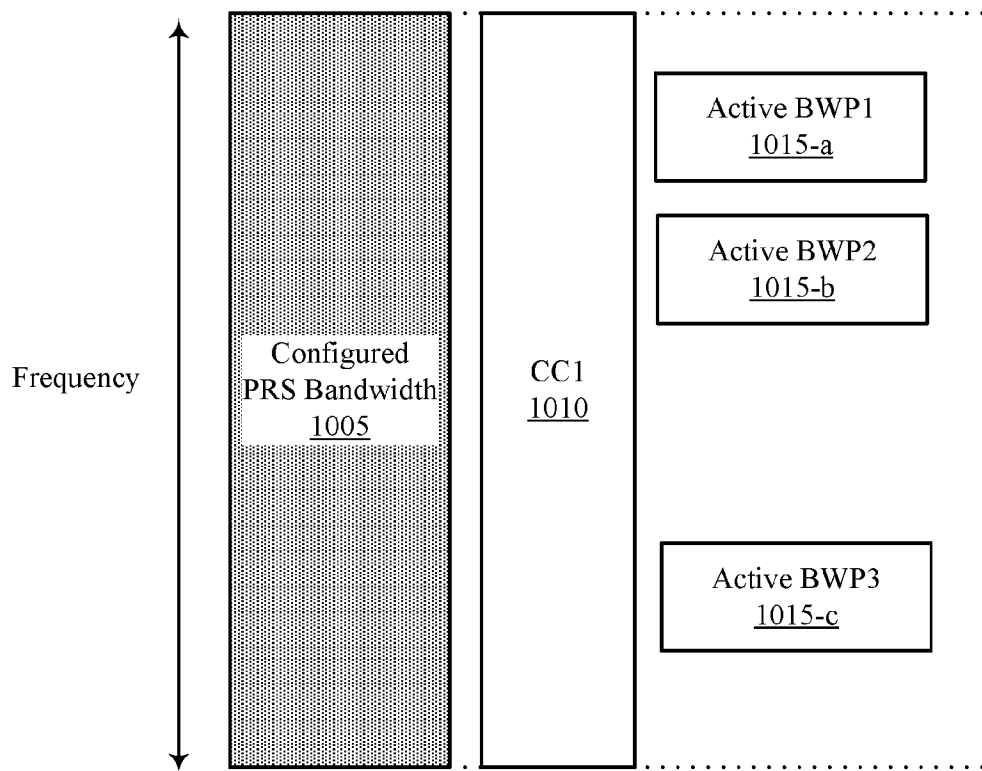 Frequency
Configured
PRS Bandwidth
1005
CC1
1010
Active BWP1
1015-a
Active BWP2
1015-b
Active BWP3
1015-c